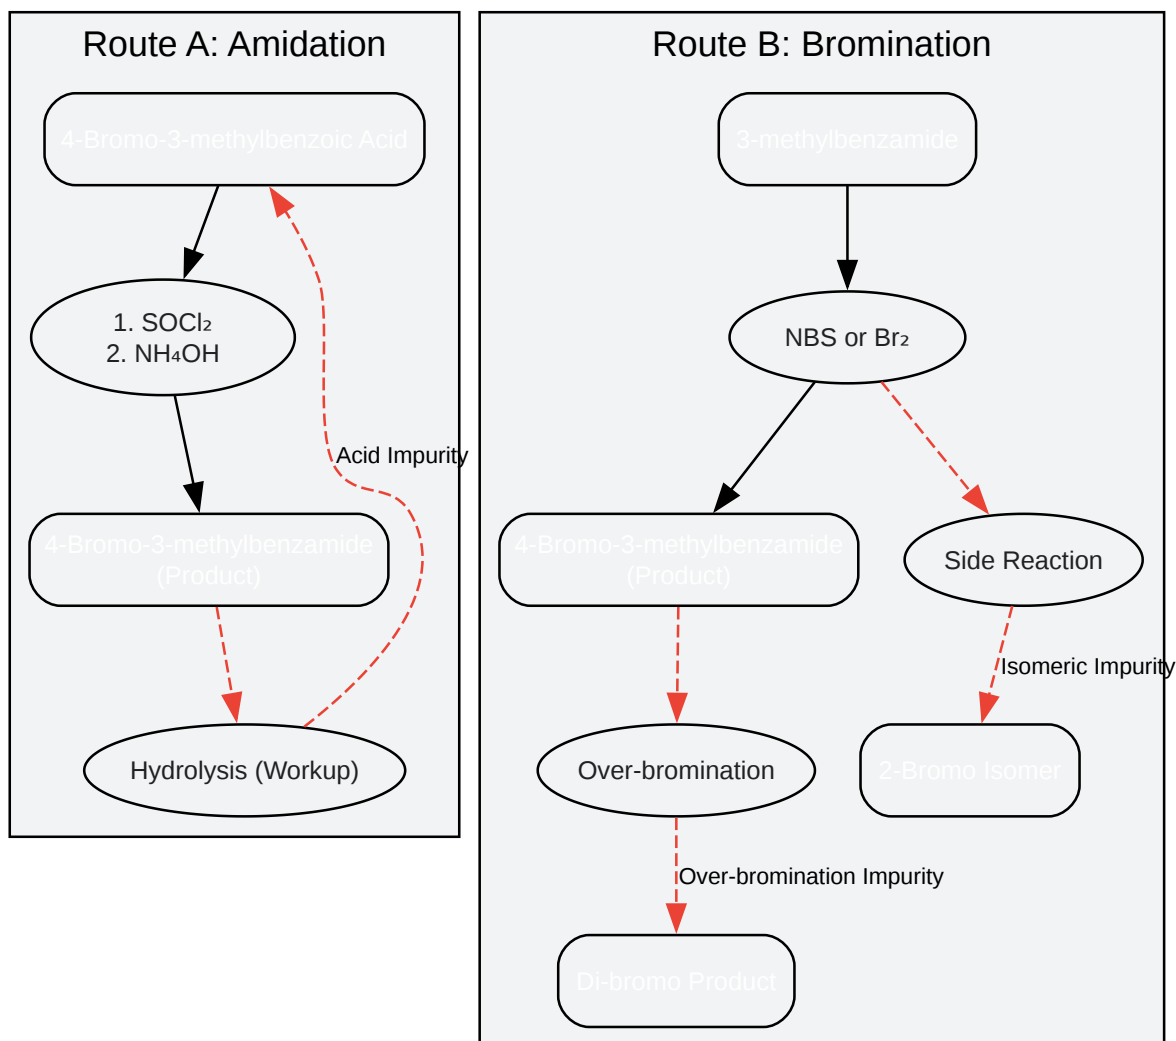 Route A: Amidation
4-Bromo-3-methylbenzoic Acid
1. SOCl₂
2. NH₄OH
Acid Impurity
4-Bromo-3-methylbenzamide
(Product)
Hydrolysis (Workup)
Route B: Bromination
3-methylbenzamide
NBS or Br₂
4-Bromo-3-methylbenzamide
(Product)
Side Reaction
Isomeric Impurity
Over-bromination
2-Bromo Isomer
Over-bromination Impurity
Di-bromo Product